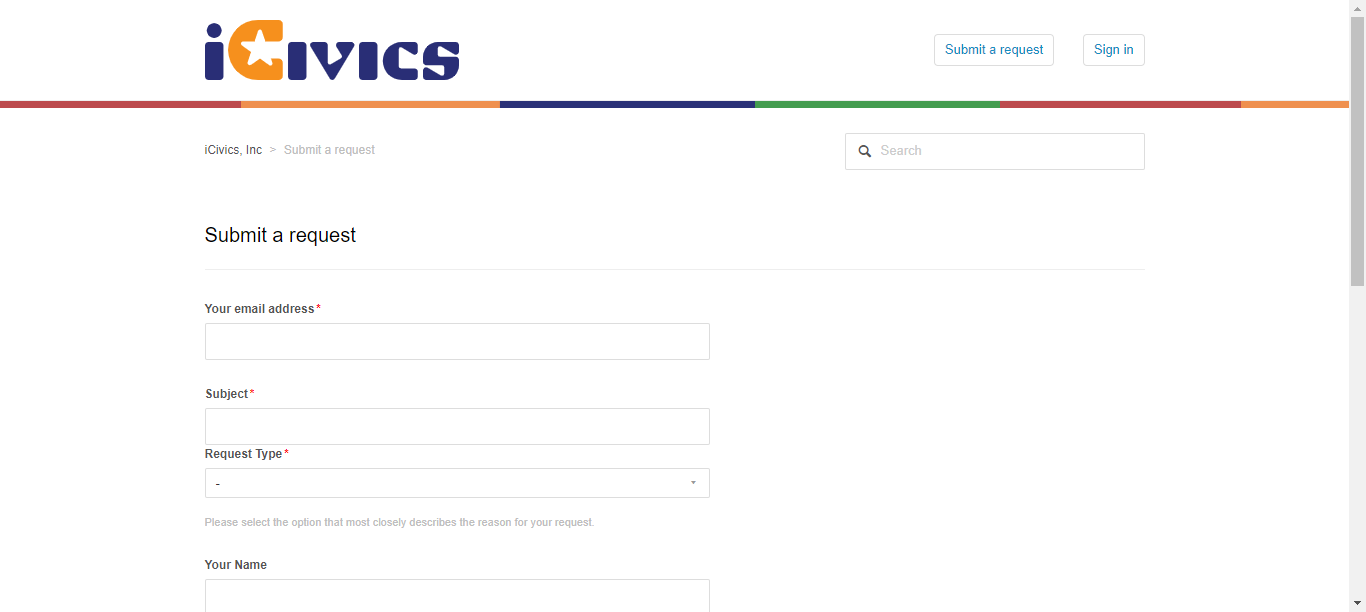 iCivics
Submit a request
Sign in
iCivics, Inc > Submit a request
Search
Submit a request
Your email address*
Subject*
Request Type*
-
Please select the option that most closely describes the reason for your request.
Your Name